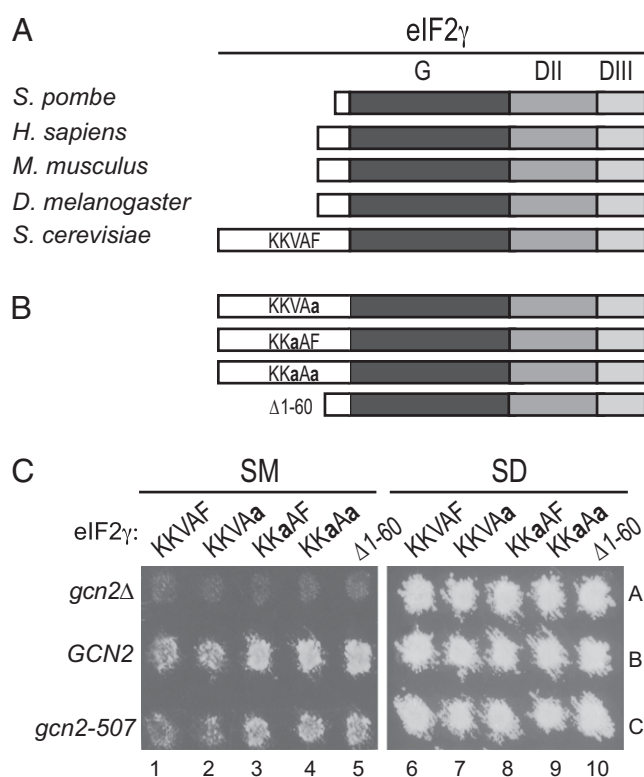 A
eIF2γ
G DII DIII
S. pombe
H. sapiens
M. musculus
D. melanogaster
S. cerevisiae KKVAF
B
KKVAa
KKaAF
KKaAa
Δ1-60
C
SM SD
eIF2γ: KKVAF KKVAa KKaAF KKaAa Δ1-60 KKVAF KKVAa KKaAF KKaAa Δ1-60
gcn2Δ A
GCN2 B
gcn2-507 C
1 2 3 4 5 6 7 8 9 10